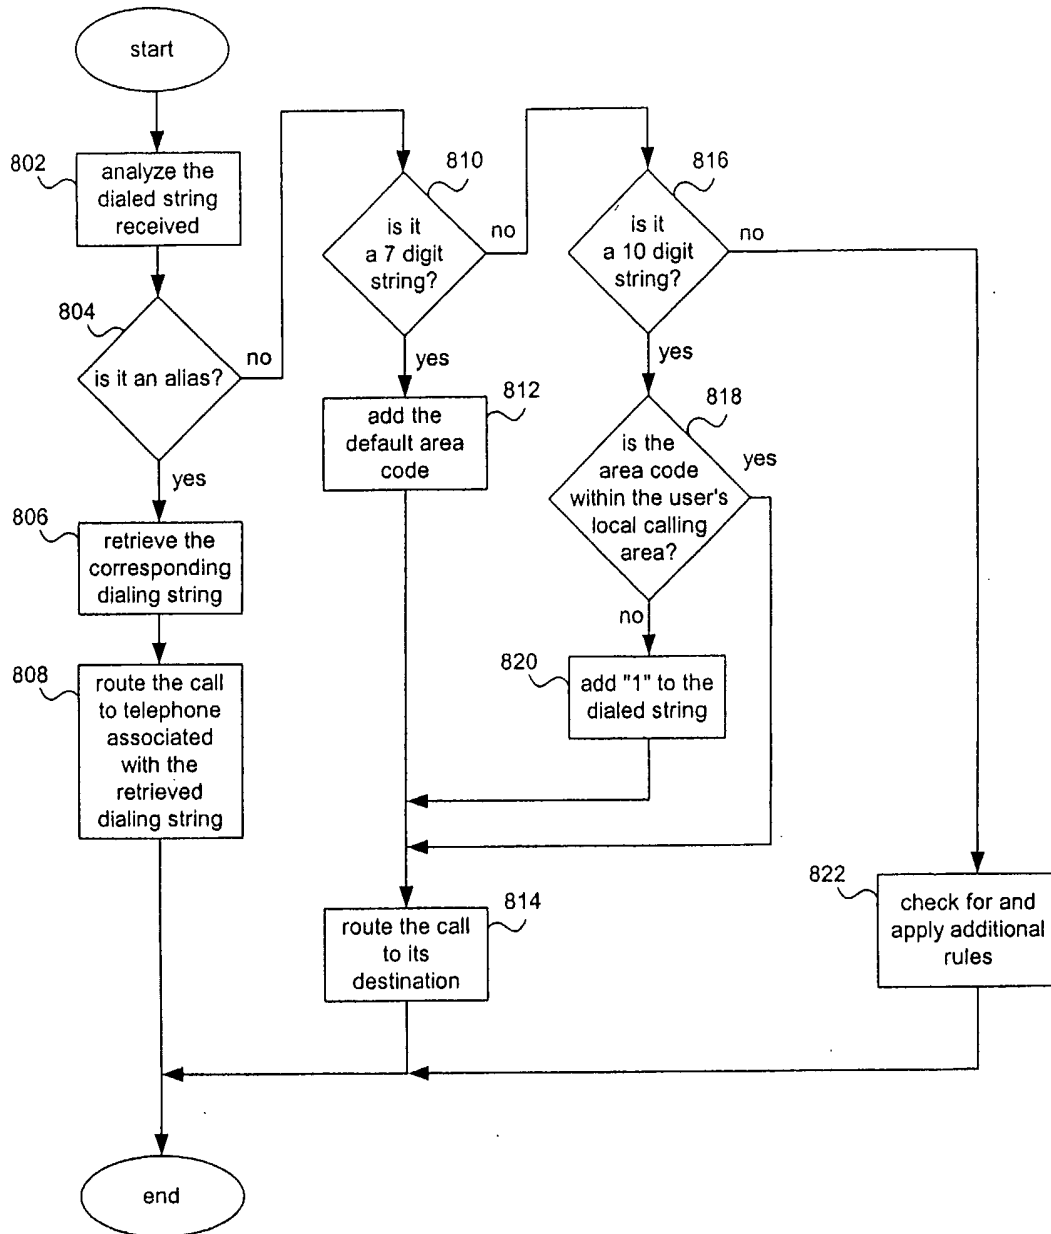 start
802
analyze the
dialed string
received
804
is it an alias?
no
yes
806
retrieve the
corresponding
dialing string
808
route the call
to telephone
associated
with the
retrieved
dialing string
810
is it
a 7 digit
string?
no
yes
812
add the
default area
code
816
is it
a 10 digit
string?
no
yes
818
is the
area code
within the user's
local calling
area?
yes
no
820
add "1" to the
dialed string
814
route the call
to its
destination
822
check for and
apply additional
rules
end